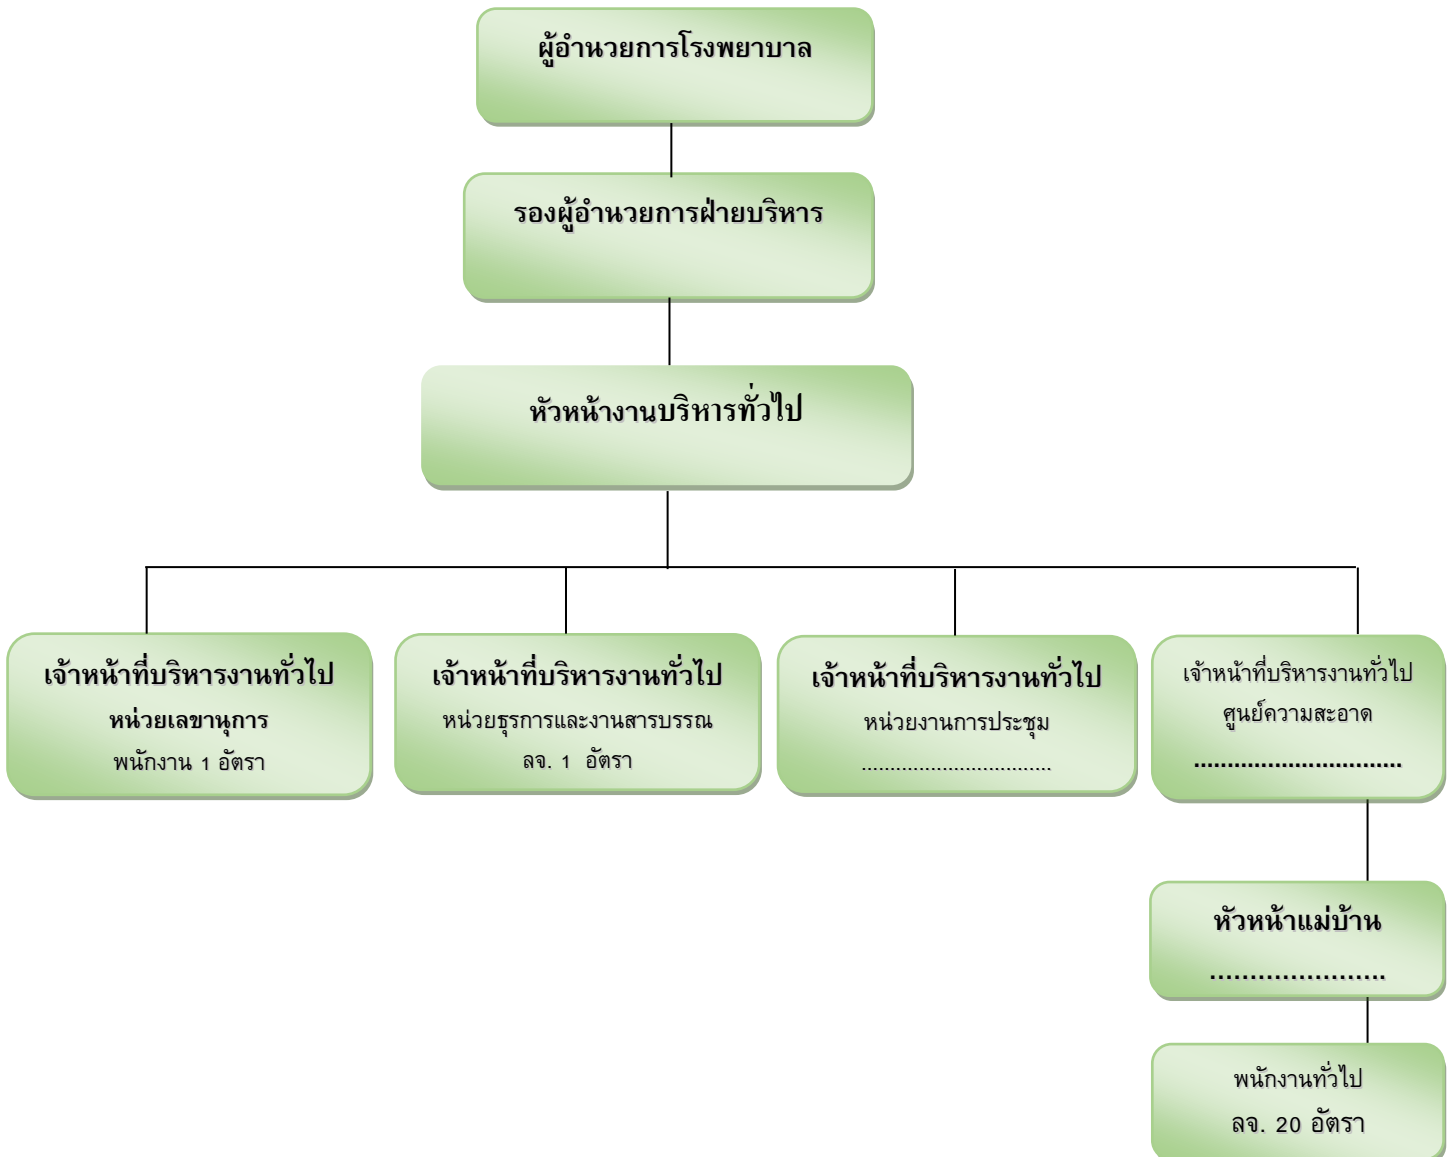 ผู้อำนวยการโรงพยาบาล
รองผู้อำนวยการฝ่ายบริหาร
หัวหน้างานบริหารทั่วไป
เจ้าหน้าที่บริหารงานทั่วไป
หน่วยเลขานุการ
พนักงาน 1 อัตรา
เจ้าหน้าที่บริหารงานทั่วไป
หน่วยธุรการและงานสารบรรณ
ลจ. 1 อัตรา
เจ้าหน้าที่บริหารงานทั่วไป
หน่วยงานการประชุม
.................................
เจ้าหน้าที่บริหารงานทั่วไป
ศูนย์ความสะอาด
...............................
หัวหน้าแม่บ้าน
......................
พนักงานทั่วไป
ลจ. 20 อัตรา